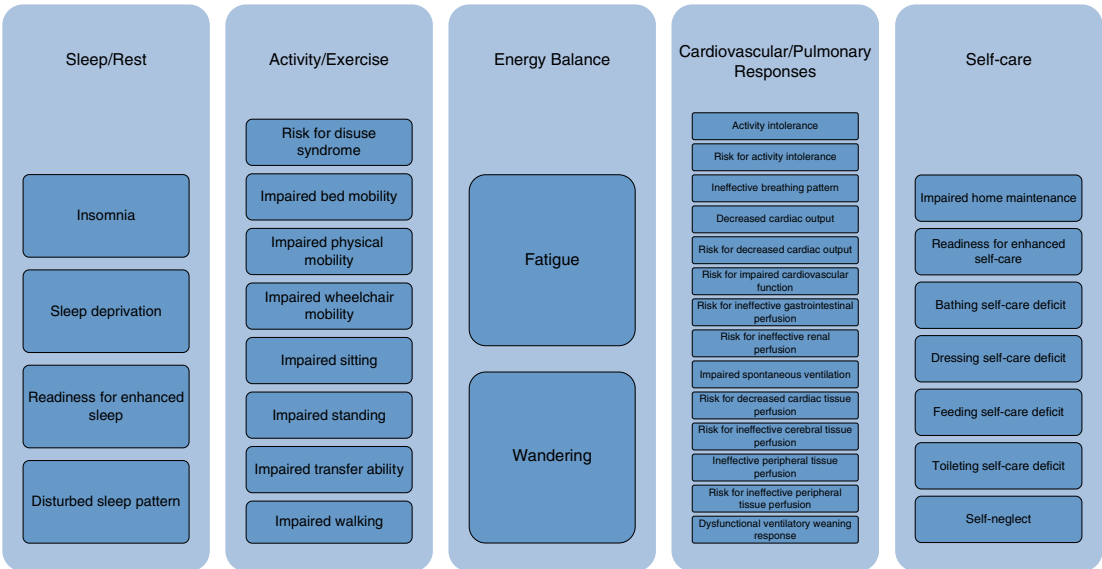 Sleep/Rest
Insomnia
Sleep deprivation
Readiness for enhanced
sleep
Disturbed sleep pattern
Activity/Exercise
Risk for disuse
syndrome
Impaired bed mobility
Impaired physical
mobility
Impaired wheelchair
mobility
Impaired sitting
Impaired standing
Impaired transfer ability
Impaired walking
Energy Balance
Fatigue
Wandering
Cardiovascular/Pulmonary
Responses
Activity intolerance
Risk for activity intolerance
Ineffective breathing pattern
Decreased cardiac output
Risk for decreased cardiac output
Risk for impaired cardiovascular
function
Risk for ineffective gastrointestinal
perfusion
Risk for ineffective renal
perfusion
Impaired spontaneous ventilation
Risk for decreased cardiac tissue
perfusion
Risk for ineffective cerebral tissue
perfusion
Ineffective peripheral tissue
perfusion
Risk for ineffective peripheral
tissue perfusion
Dysfunctional ventilatory weaning
response
Self-care
Impaired home maintenance
Readiness for enhanced
self-care
Bathing self-care deficit
Dressing self-care deficit
Feeding self-care deficit
Toileting self-care deficit
Self-neglect